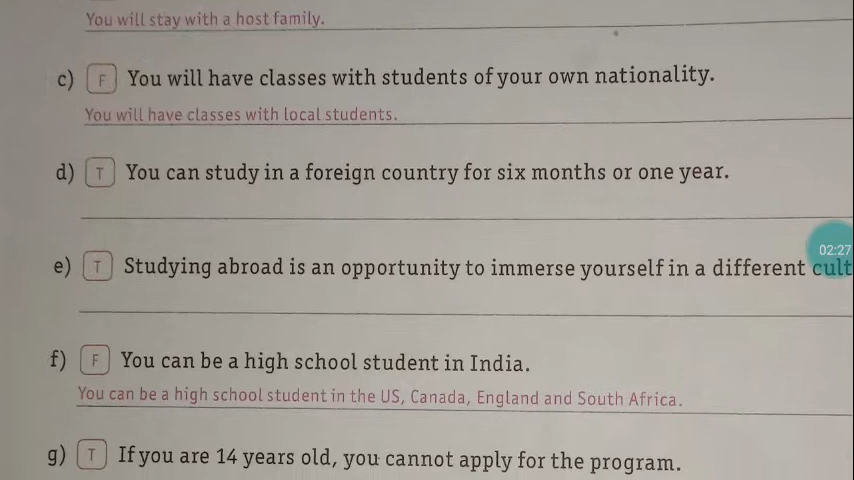 You will stay with a host family.
c) F You will have classes with students of your own nationality.
You will have classes with local students.
d) T You can study in a foreign country for six months or one year.
02:27
e) T Studying abroad is an opportunity to immerse yourself in a different cult
f) F You can be a high school student in India.
You can be a high school student in the US, Canada, England and South Africa.
g) T If you are 14 years old, you cannot apply for the program.